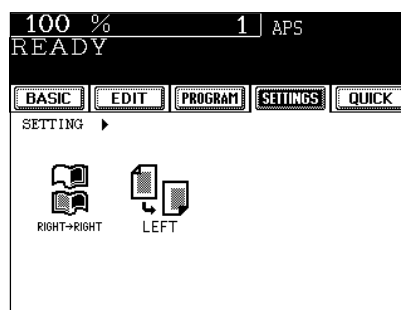 100 % 1 APS
READY
BASIC EDIT PROGRAM SETTINGS QUICK
SETTING ▶
RIGHT→RIGHT LEFT